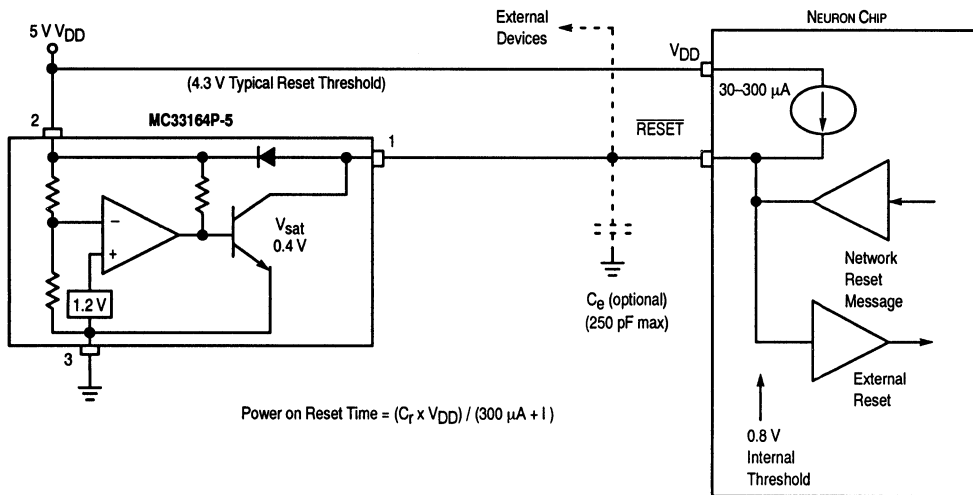 5 V VDD
(4.3 V Typical Reset Threshold)
MC33164P-5
2
1
3
Vsat
0.4 V
1.2 V
−
+
External
Devices
RESET
Ce (optional)
(250 pF max)
NEURON CHIP
VDD
30–300 µA
Network
Reset
Message
External
Reset
0.8 V
Internal
Threshold
Power on Reset Time = (Cr x VDD) / (300 µA + I )